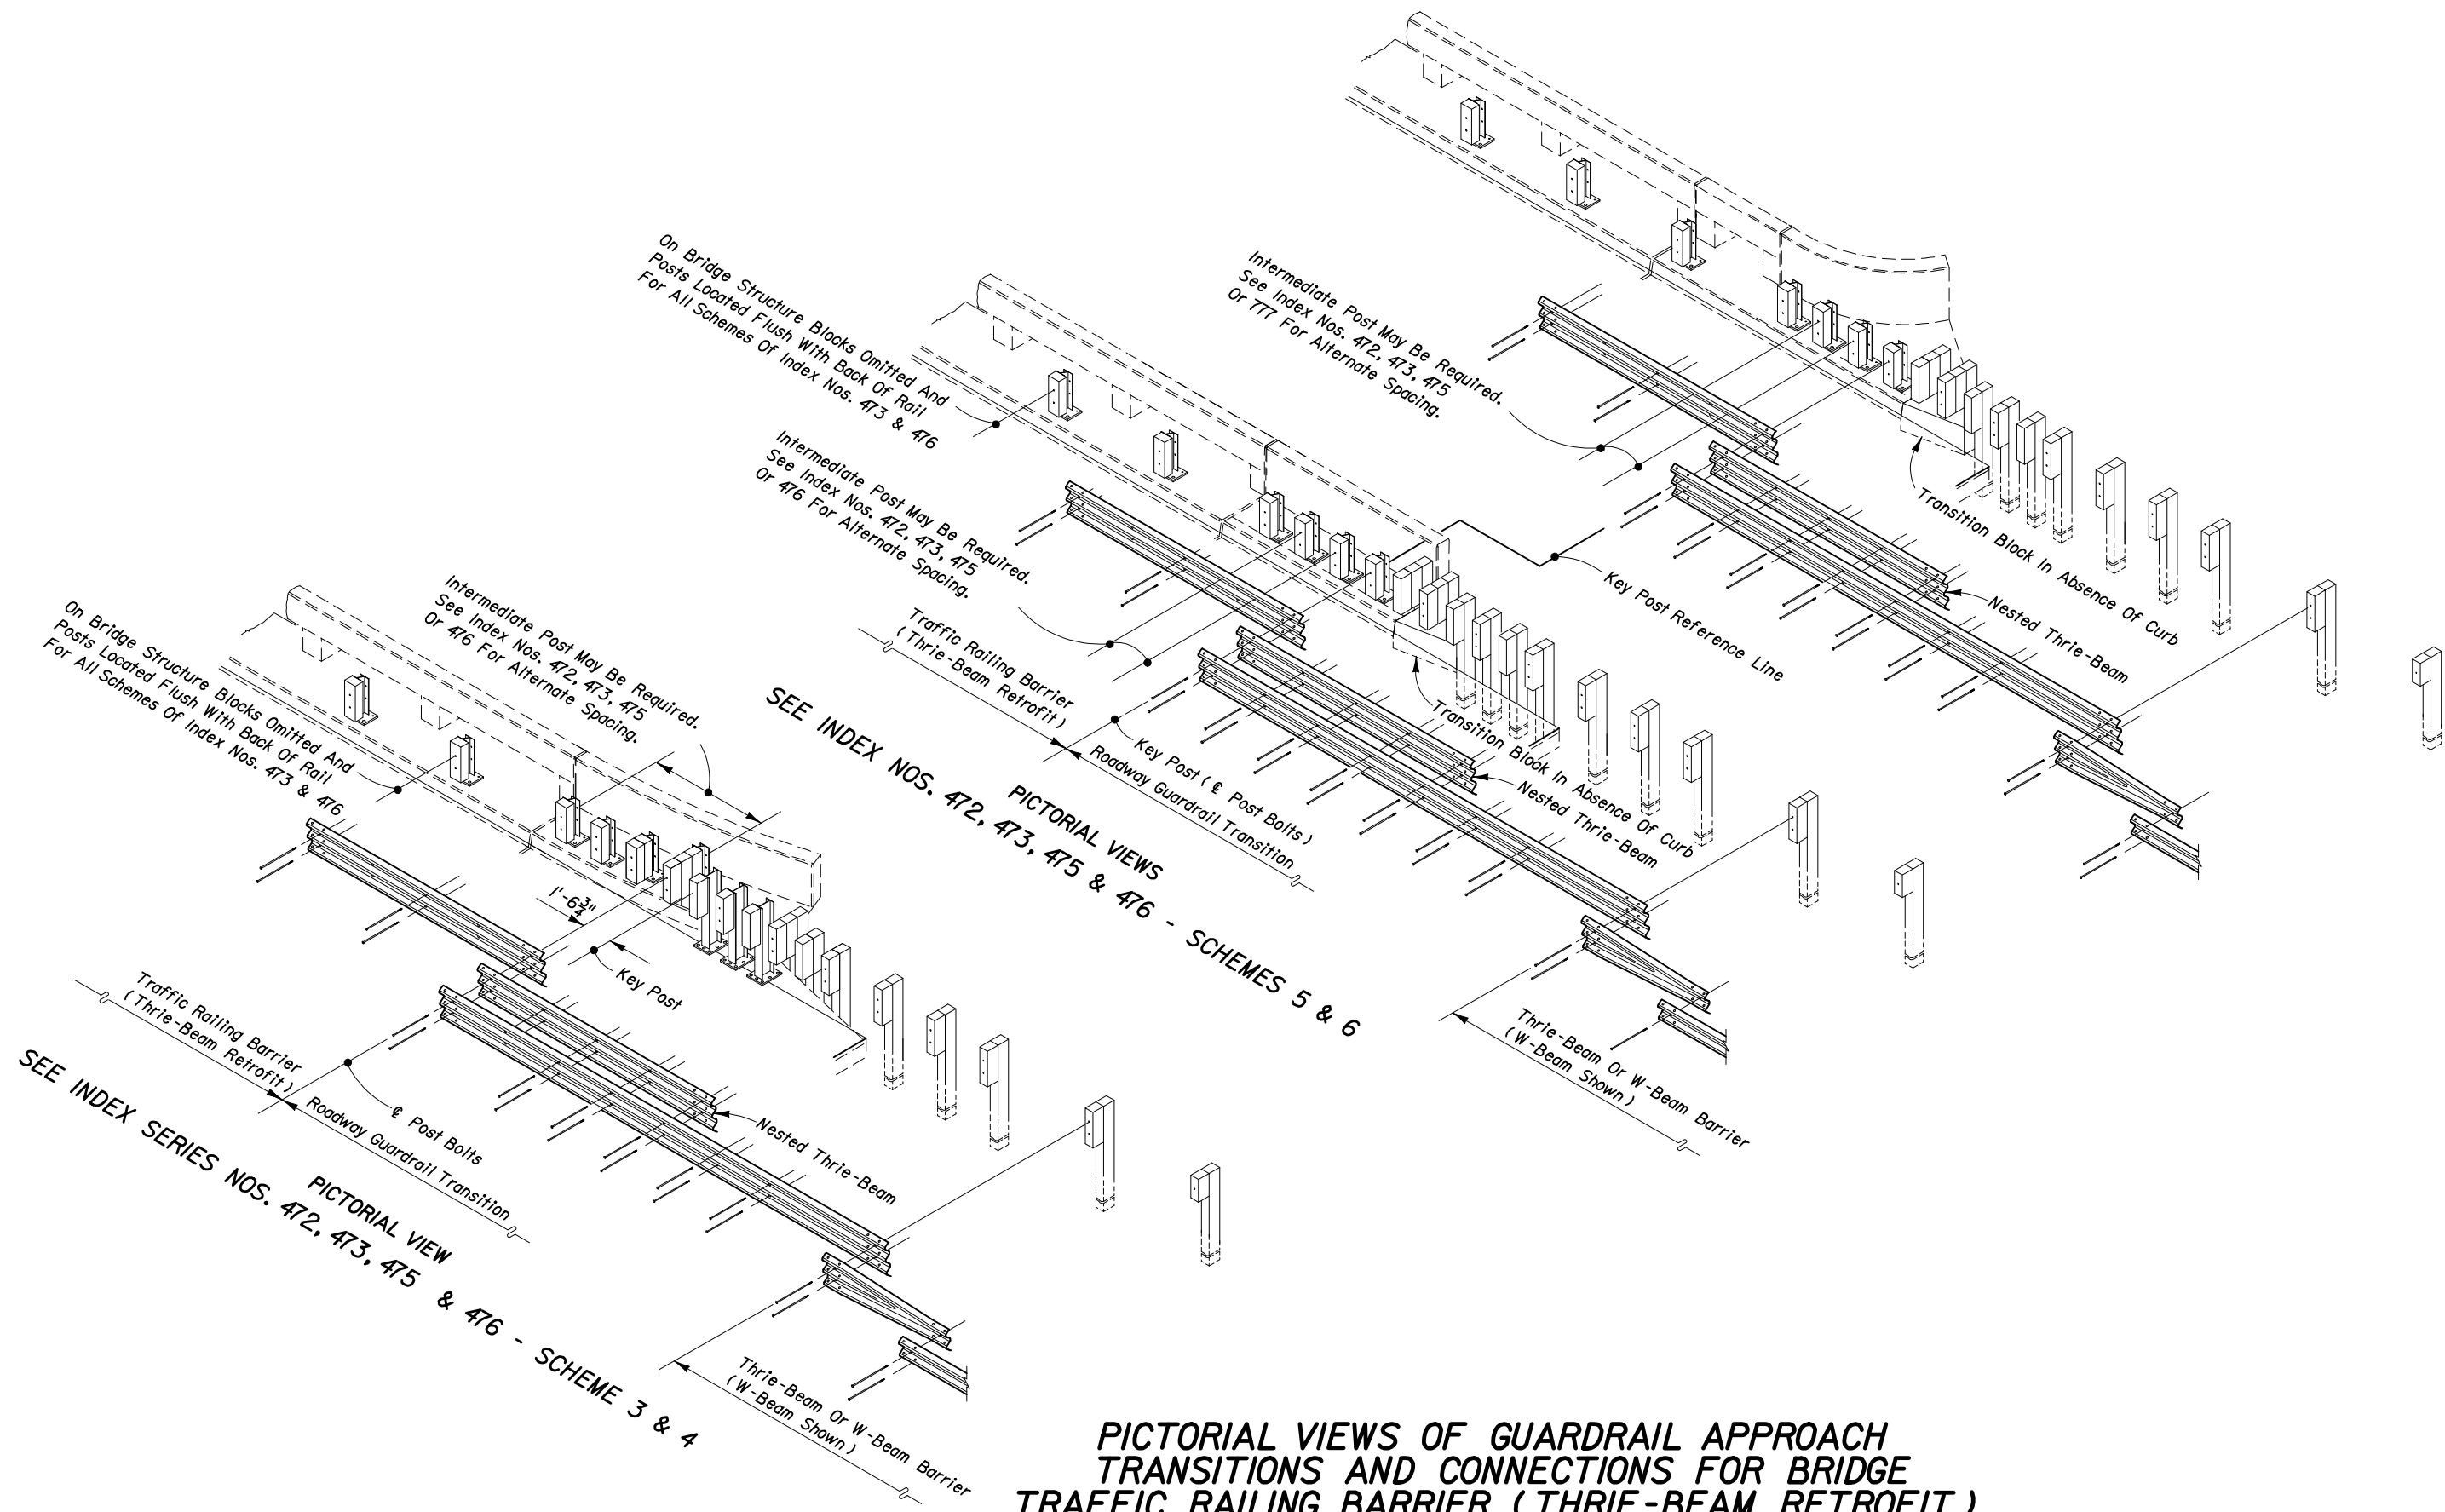 On Bridge Structure Blocks Omitted And
Posts Located Flush With Back Of Rail
For All Schemes Of Index Nos. 473 & 476
Intermediate Post May Be Required.
See Index Nos. 472, 473, 475
Or 476 For Alternate Spacing.
1'-6¾"
Key Post
Traffic Railing Barrier
(Thrie-Beam Retrofit)
Roadway Guardrail Transition
℄ Post Bolts
Nested Thrie-Beam
Thrie-Beam Or W-Beam Barrier
(W-Beam Shown)
PICTORIAL VIEW
SEE INDEX SERIES NOS. 472, 473, 475 & 476 - SCHEME 3 & 4
On Bridge Structure Blocks Omitted And
Posts Located Flush With Back Of Rail
For All Schemes Of Index Nos. 473 & 476
Intermediate Post May Be Required.
See Index Nos. 472, 473, 475
Or 476 For Alternate Spacing.
Traffic Railing Barrier
(Thrie-Beam Retrofit)
Key Post (℄ Post Bolts)
Roadway Guardrail Transition
Transition Block In Absence Of Curb
Nested Thrie-Beam
Thrie-Beam Or W-Beam Barrier
(W-Beam Shown)
PICTORIAL VIEWS
SEE INDEX NOS. 472, 473, 475 & 476 - SCHEMES 5 & 6
Intermediate Post May Be Required.
See Index Nos. 472, 473, 475
Or 777 For Alternate Spacing.
Key Post Reference Line
Transition Block In Absence Of Curb
Nested Thrie-Beam
PICTORIAL VIEWS OF GUARDRAIL APPROACH
TRANSITIONS AND CONNECTIONS FOR BRIDGE
TRAFFIC RAILING BARRIER (THRIE-BEAM RETROFIT)